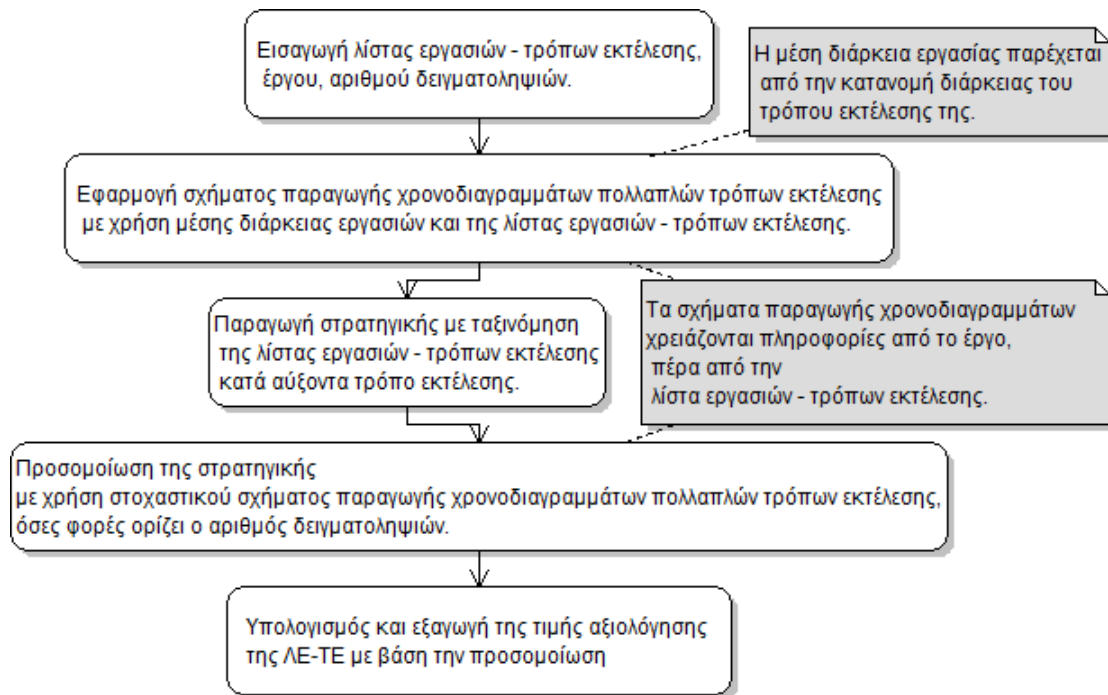 Εισαγωγή λίστας εργασιών - τρόπων εκτέλεσης,
έργου, αριθμού δειγματοληψιών.
Η μέση διάρκεια εργασίας παρέχεται
από την κατανομή διάρκειας του
τρόπου εκτέλεσης της.
Εφαρμογή σχήματος παραγωγής χρονοδιαγραμμάτων πολλαπλών τρόπων εκτέλεσης
με χρήση μέσης διάρκειας εργασιών και της λίστας εργασιών - τρόπων εκτέλεσης.
Παραγωγή στρατηγικής με ταξινόμηση
της λίστας εργασιών - τρόπων εκτέλεσης
κατά αύξοντα τρόπο εκτέλεσης.
Τα σχήματα παραγωγής χρονοδιαγραμμάτων
χρειάζονται πληροφορίες από το έργο,
πέρα από την
λίστα εργασιών - τρόπων εκτέλεσης.
Προσομοίωση της στρατηγικής
με χρήση στοχαστικού σχήματος παραγωγής χρονοδιαγραμμάτων πολλαπλών τρόπων εκτέλεσης,
όσες φορές ορίζει ο αριθμός δειγματοληψιών.
Υπολογισμός και εξαγωγή της τιμής αξιολόγησης
της ΛΕ-ΤΕ με βάση την προσομοίωση